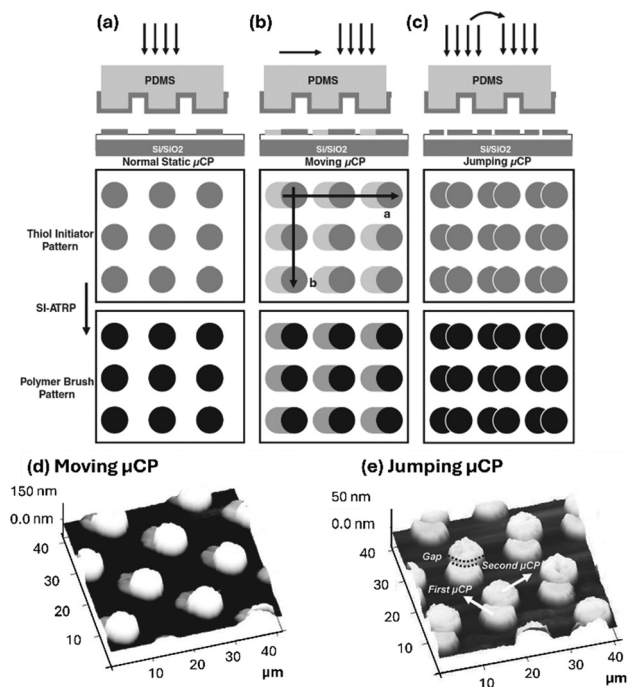 (a)
(b)
(c)
PDMS
PDMS
PDMS
Si/SiO2
Si/SiO2
Si/SiO2
Normal Static μCP
Moving μCP
Jumping μCP
Thiol Initiator
Pattern
a
b
SI-ATRP
Polymer Brush
Pattern
(d) Moving μCP
150 nm
0.0 nm
40
30
20
10
10
20
30
40
μm
(e) Jumping μCP
50 nm
0.0 nm
40
30
20
10
Gap
Second μCP
First μCP
10
20
30
40
μm